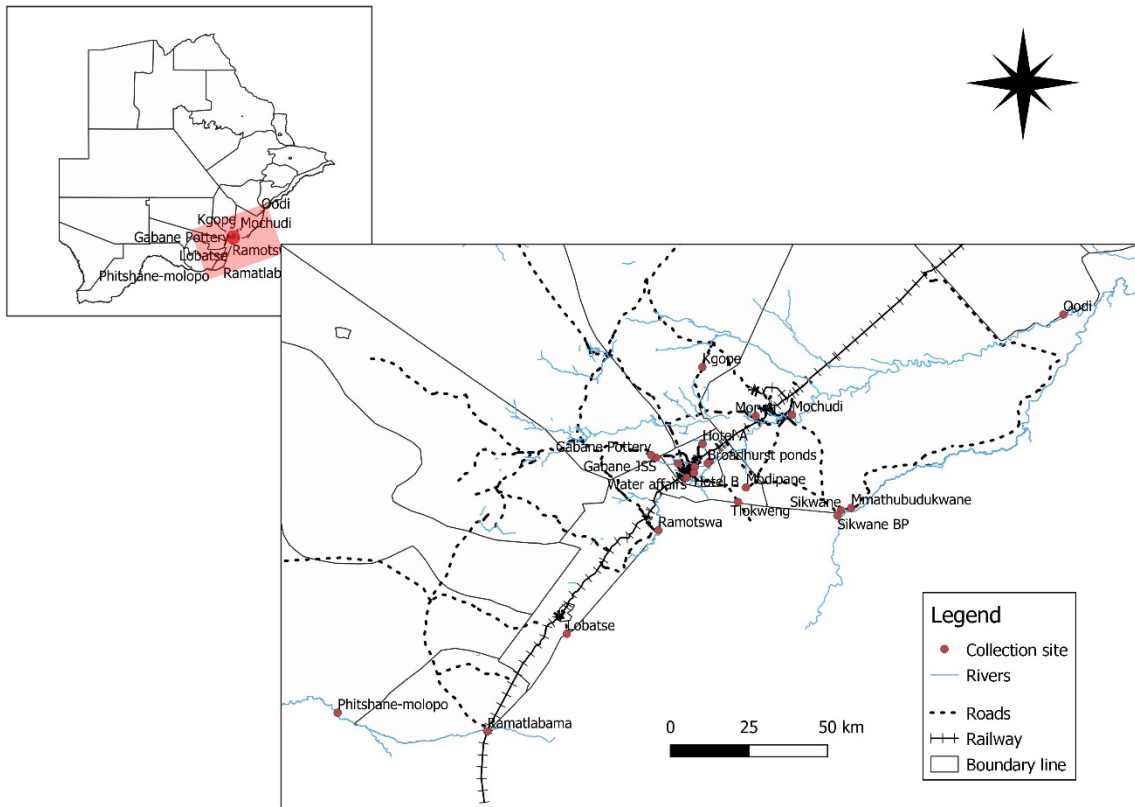 Oodi
Kgope
Mochudi
Gabane Pottery
Ramots
Lobatse
Phitshane-molopo
Ramatlab
Oodi
Kgope
Mochudi
Hotel A
Gabane Pottery
Broadhurst ponds
Gabane JSS
Water affairs
Hotel B
Modipane
Tlokweng
Sikwane
Mmathubudukwane
Sikwane BP
Ramotswa
Lobatse
Phitshane-molopo
Ramatlabama
0 25 50 km
Legend
Collection site
Rivers
Roads
Railway
Boundary line